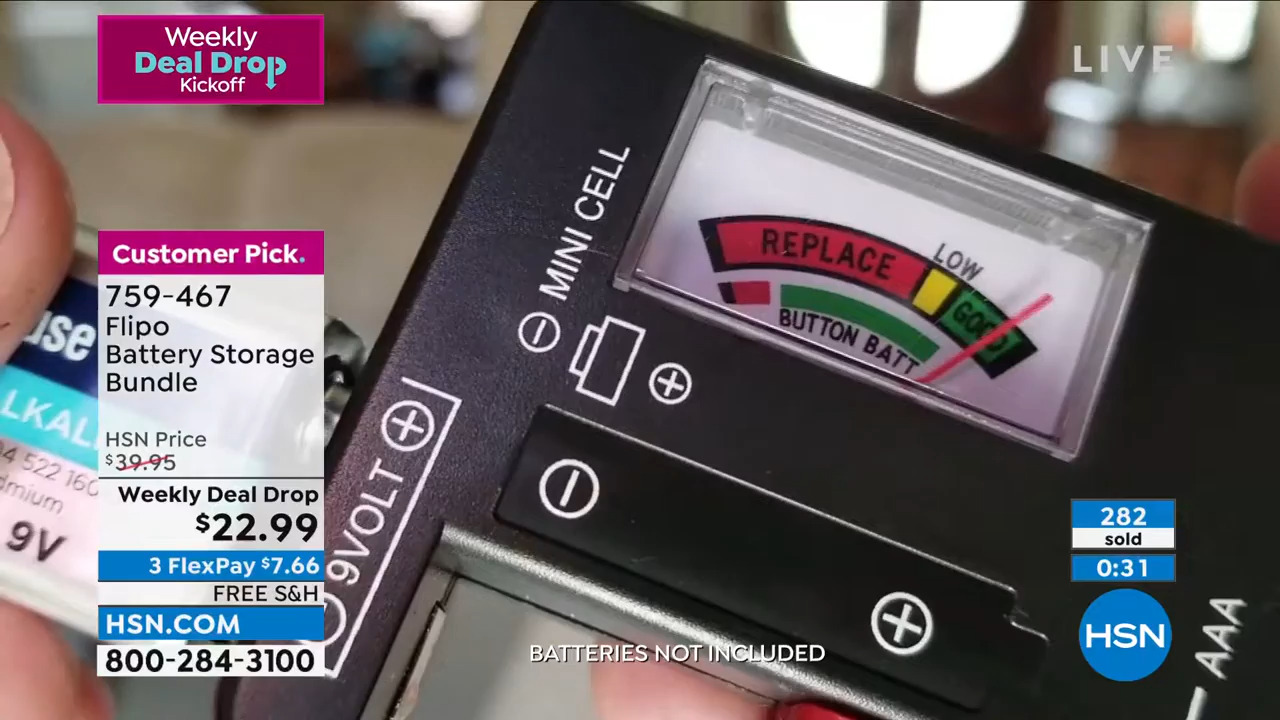 Weekly
Deal Drop
Kickoff
LIVE
Customer Pick.
759-467
Flipo
Battery Storage
Bundle
HSN Price
$39.95
Weekly Deal Drop
$22.99
3 FlexPay $7.66
FREE S&H
HSN.COM
800-284-3100
MINI CELL
REPLACE
LOW
GOOD
BUTTON BATT
9VOLT
AAA
9V
BATTERIES NOT INCLUDED
282
sold
0:31
HSN